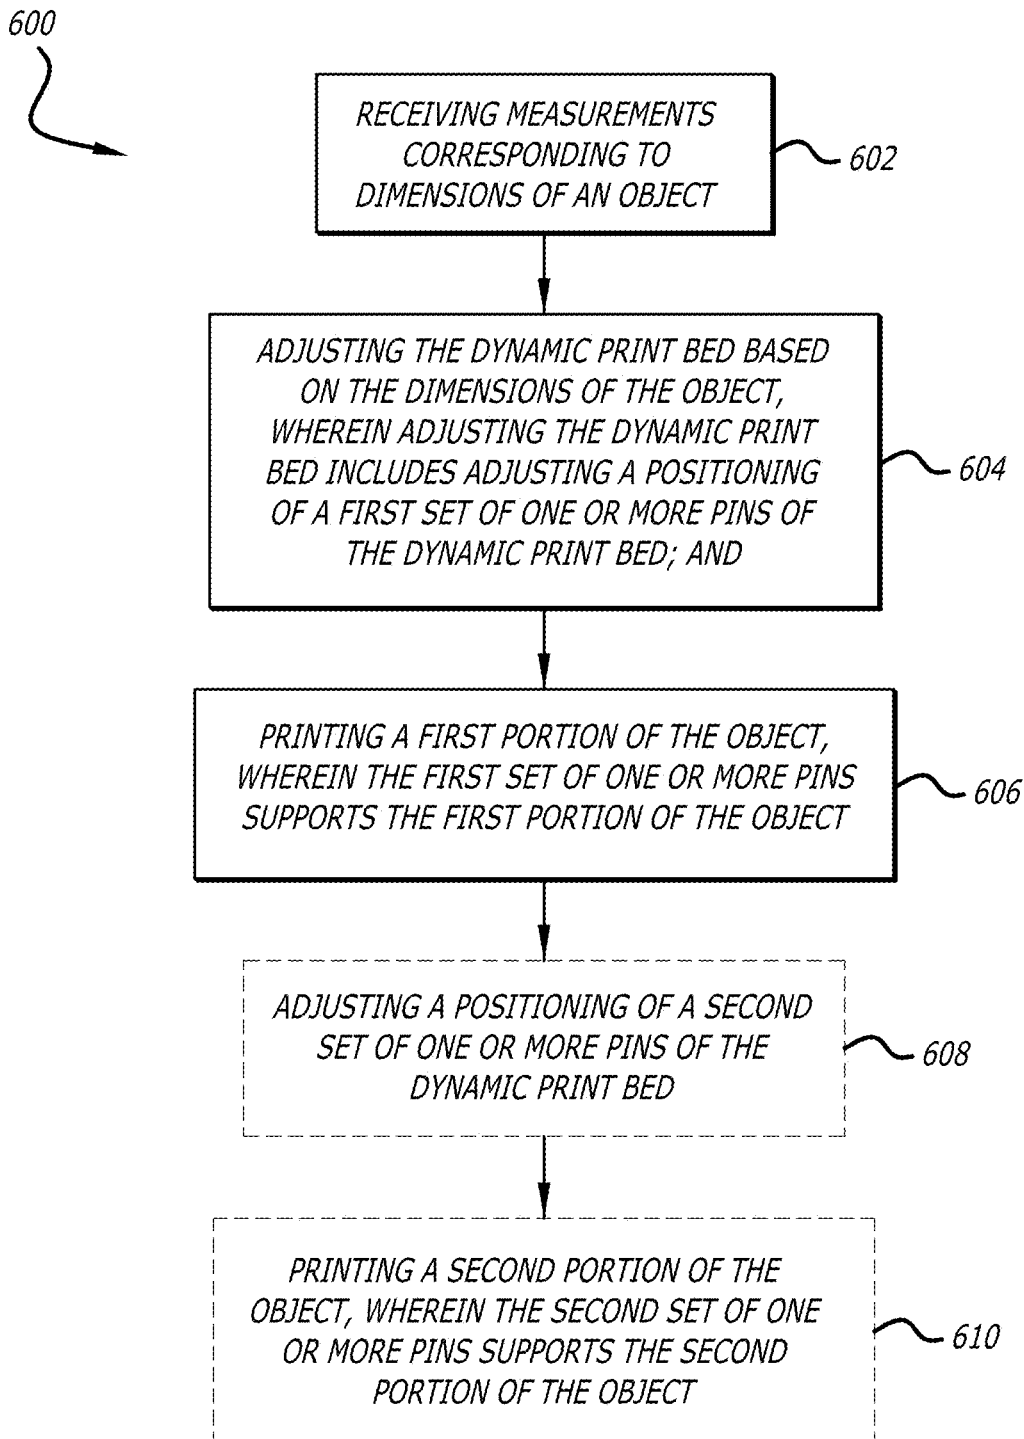 600
RECEIVING MEASUREMENTS
CORRESPONDING TO
DIMENSIONS OF AN OBJECT
602
ADJUSTING THE DYNAMIC PRINT BED BASED
ON THE DIMENSIONS OF THE OBJECT,
WHEREIN ADJUSTING THE DYNAMIC PRINT
BED INCLUDES ADJUSTING A POSITIONING
OF A FIRST SET OF ONE OR MORE PINS OF
THE DYNAMIC PRINT BED; AND
604
PRINTING A FIRST PORTION OF THE OBJECT,
WHEREIN THE FIRST SET OF ONE OR MORE PINS
SUPPORTS THE FIRST PORTION OF THE OBJECT
606
ADJUSTING A POSITIONING OF A SECOND
SET OF ONE OR MORE PINS OF THE
DYNAMIC PRINT BED
608
PRINTING A SECOND PORTION OF THE
OBJECT, WHEREIN THE SECOND SET OF ONE
OR MORE PINS SUPPORTS THE SECOND
PORTION OF THE OBJECT
610